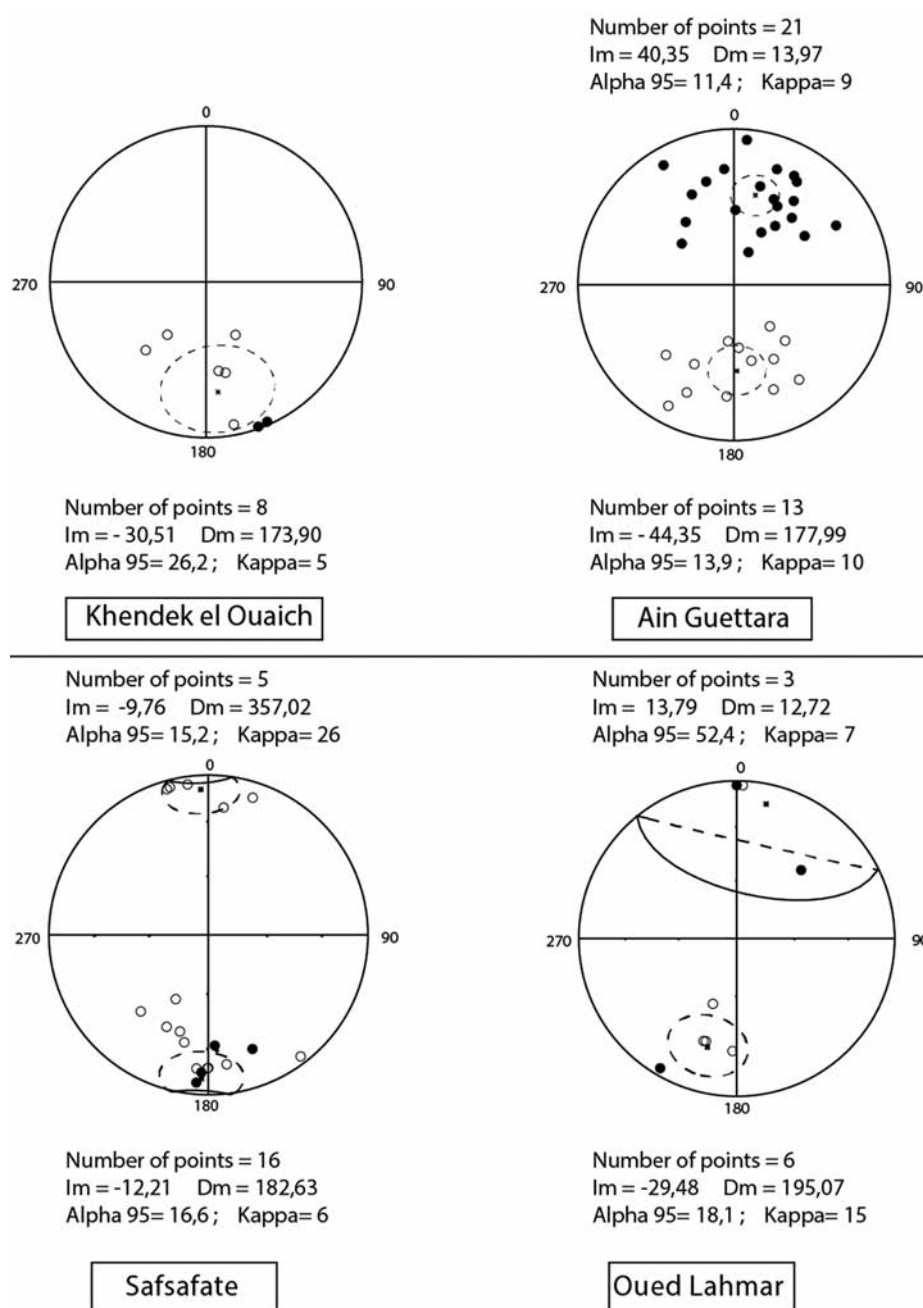 Number of points = 21
Im = 40,35 Dm = 13,97
Alpha 95= 11,4 ; Kappa= 9
0
270
90
180
Number of points = 8
Im = - 30,51 Dm = 173,90
Alpha 95= 26,2 ; Kappa= 5
Khendek el Ouaich
0
270
90
180
Number of points = 13
Im = - 44,35 Dm = 177,99
Alpha 95= 13,9 ; Kappa= 10
Ain Guettara
Number of points = 5
Im = -9,76 Dm = 357,02
Alpha 95= 15,2 ; Kappa= 26
0
270
90
180
Number of points = 16
Im = -12,21 Dm = 182,63
Alpha 95= 16,6 ; Kappa= 6
Safsafate
Number of points = 3
Im = 13,79 Dm = 12,72
Alpha 95= 52,4 ; Kappa= 7
0
270
90
180
Number of points = 6
Im = -29,48 Dm = 195,07
Alpha 95= 18,1 ; Kappa= 15
Oued Lahmar